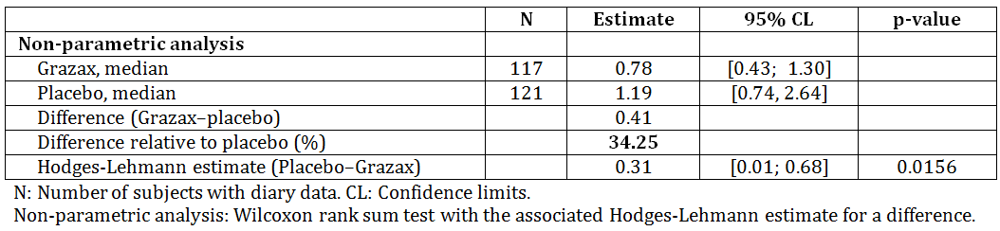 N Estimate 95% CL p-value
Non-parametric analysis
Grazax, median 117 0.78 [0.43; 1.30]
Placebo, median 121 1.19 [0.74, 2.64]
Difference (Grazax–placebo) 0.41
Difference relative to placebo (%) 34.25
Hodges-Lehmann estimate (Placebo–Grazax) 0.31 [0.01; 0.68] 0.0156
N: Number of subjects with diary data. CL: Confidence limits.
Non-parametric analysis: Wilcoxon rank sum test with the associated Hodges-Lehmann estimate for a difference.